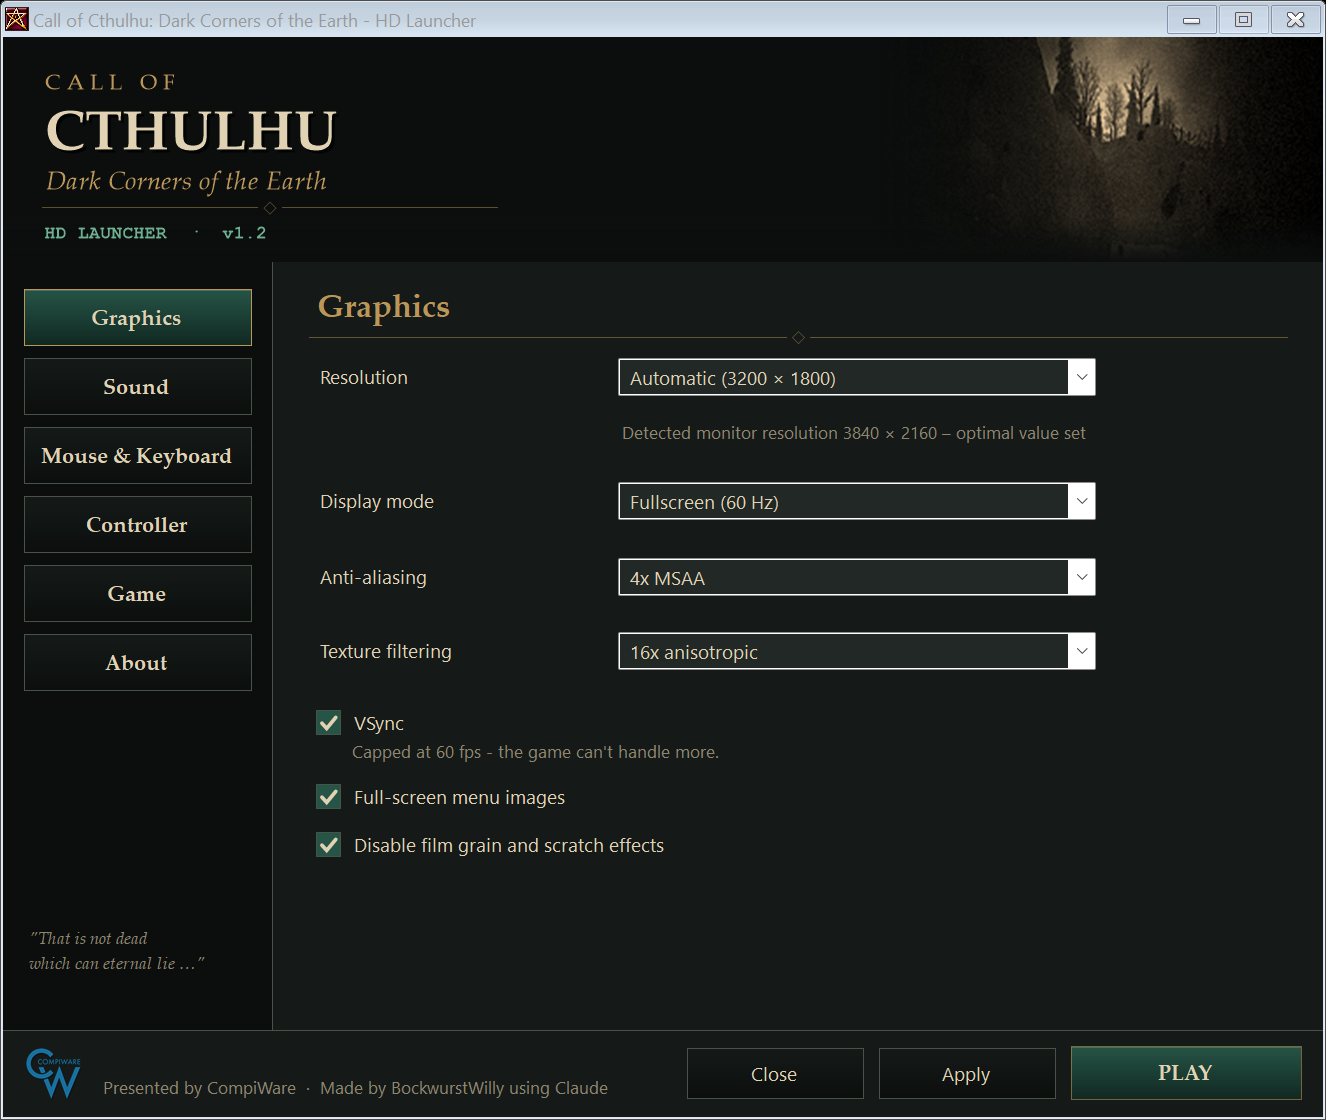 Call of Cthulhu: Dark Corners of the Earth - HD Launcher
CALL OF
CTHULHU
Dark Corners of the Earth
HD LAUNCHER · v1.2
Graphics
Sound
Mouse & Keyboard
Controller
Game
About
"That is not dead
which can eternal lie ..."
Graphics
Resolution
Automatic (3200 × 1800)
Detected monitor resolution 3840 × 2160 – optimal value set
Display mode
Fullscreen (60 Hz)
Anti-aliasing
4x MSAA
Texture filtering
16x anisotropic
VSync
Capped at 60 fps - the game can't handle more.
Full-screen menu images
Disable film grain and scratch effects
COMPIWARE
CW
Presented by CompiWare · Made by BockwurstWilly using Claude
Close
Apply
PLAY